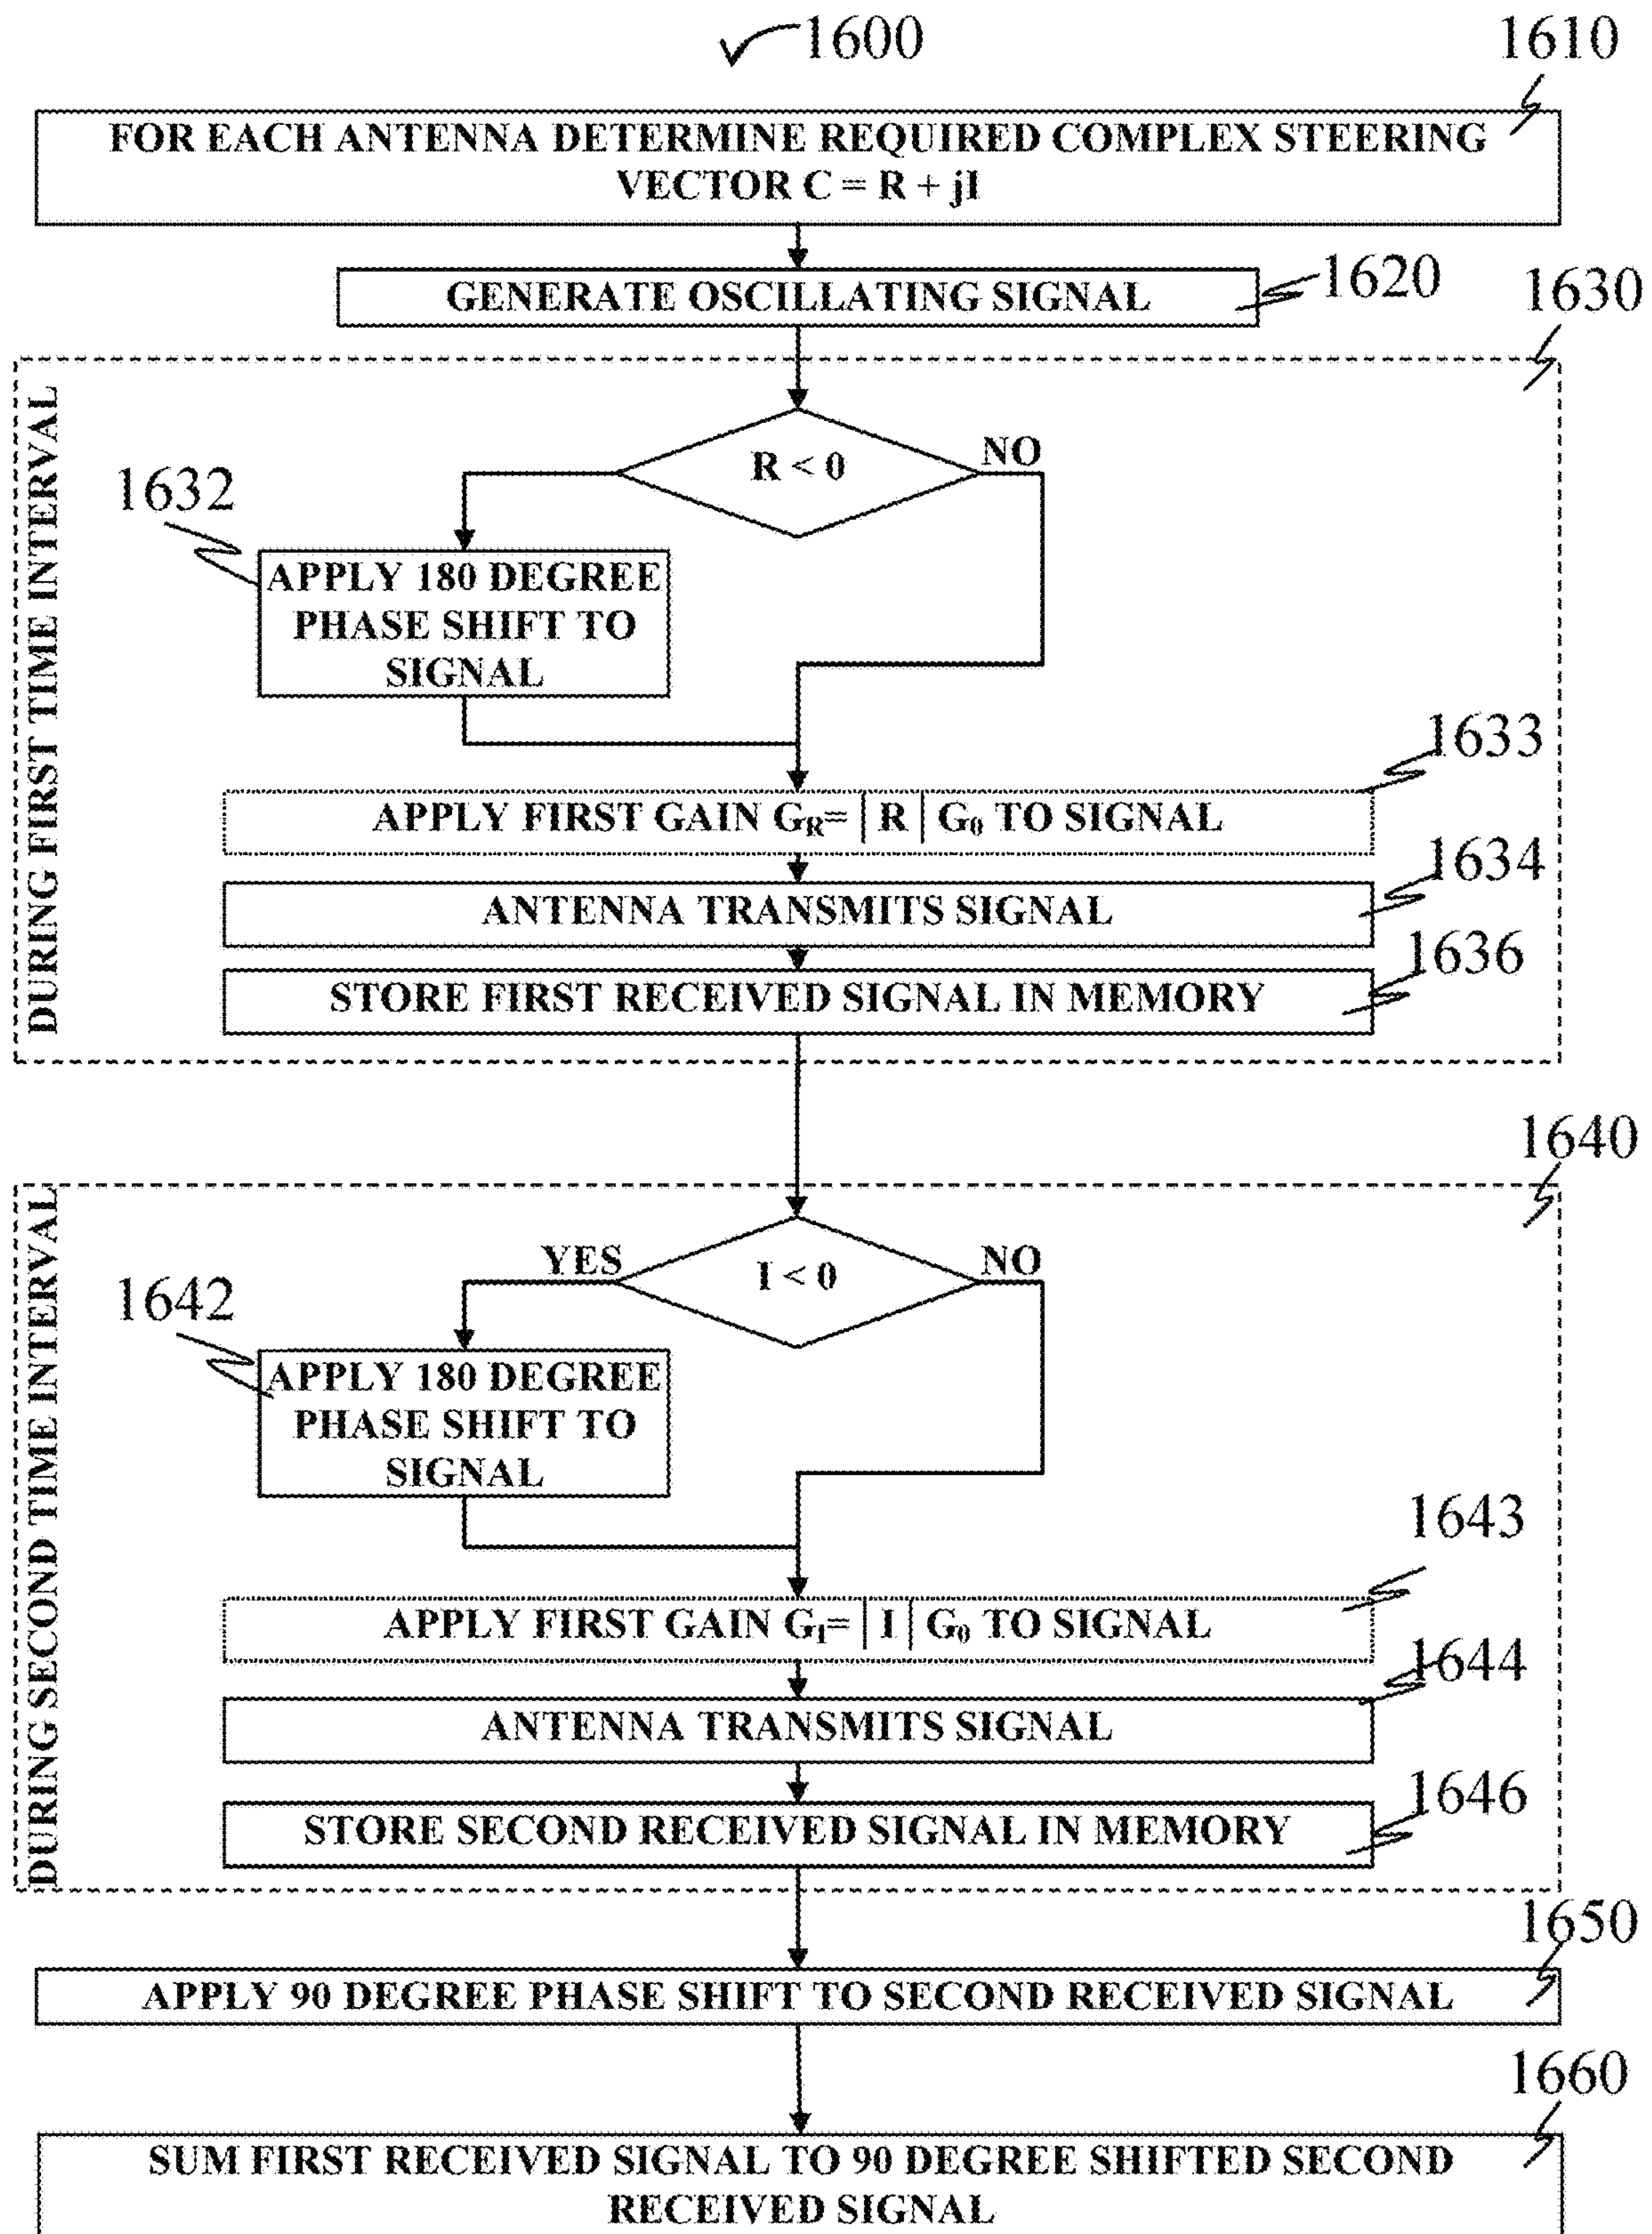 1600
1610
FOR EACH ANTENNA DETERMINE REQUIRED COMPLEX STEERING
VECTOR C = R + jI
GENERATE OSCILLATING SIGNAL
1620
1630
DURING FIRST TIME INTERVAL
R < 0
NO
1632
APPLY 180 DEGREE
PHASE SHIFT TO
SIGNAL
1633
APPLY FIRST GAIN G_R= | R | G_0 TO SIGNAL
1634
ANTENNA TRANSMITS SIGNAL
1636
STORE FIRST RECEIVED SIGNAL IN MEMORY
1640
DURING SECOND TIME INTERVAL
YES
I < 0
NO
1642
APPLY 180 DEGREE
PHASE SHIFT TO
SIGNAL
1643
APPLY FIRST GAIN G_I= | I | G_0 TO SIGNAL
1644
ANTENNA TRANSMITS SIGNAL
1646
STORE SECOND RECEIVED SIGNAL IN MEMORY
1650
APPLY 90 DEGREE PHASE SHIFT TO SECOND RECEIVED SIGNAL
1660
SUM FIRST RECEIVED SIGNAL TO 90 DEGREE SHIFTED SECOND
RECEIVED SIGNAL